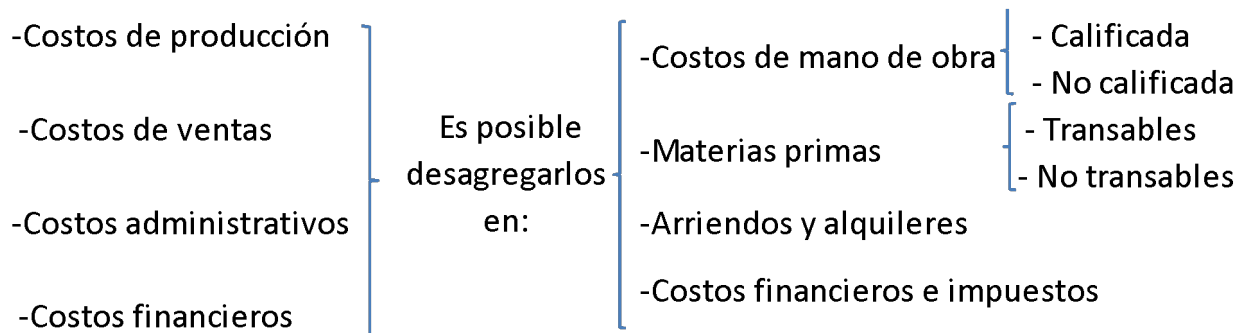 -Costos de producción
-Costos de ventas
-Costos administrativos
-Costos financieros
Es posible
desagregarlos
en:
-Costos de mano de obra
- Calificada
- No calificada
-Materias primas
- Transables
- No transables
-Arriendos y alquileres
-Costos financieros e impuestos